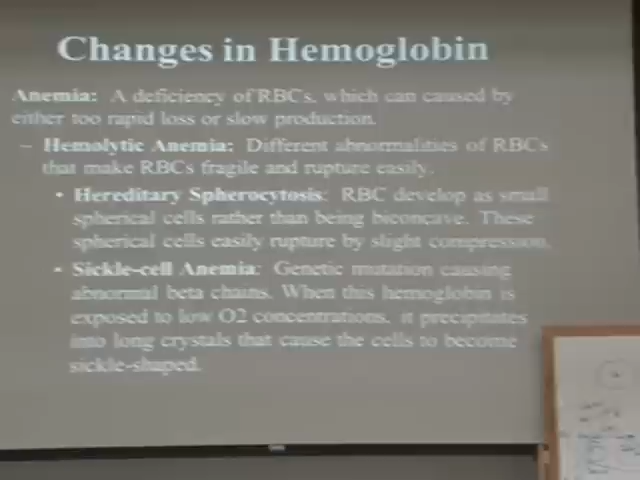 Changes in Hemoglobin
Anemia: A deficiency of RBCs, which can caused by
either too rapid loss or slow production.
– Hemolytic Anemia: Different abnormalities of RBCs
that make RBCs fragile and rupture easily.
• Hereditary Spherocytosis: RBC develop as small
spherical cells rather than being biconcave. These
spherical cells easily rupture by slight compression.
• Sickle-cell Anemia: Genetic mutation causing
abnormal beta chains. When this hemoglobin is
exposed to low O2 concentrations, it precipitates
into long crystals that cause the cells to become
sickle-shaped.